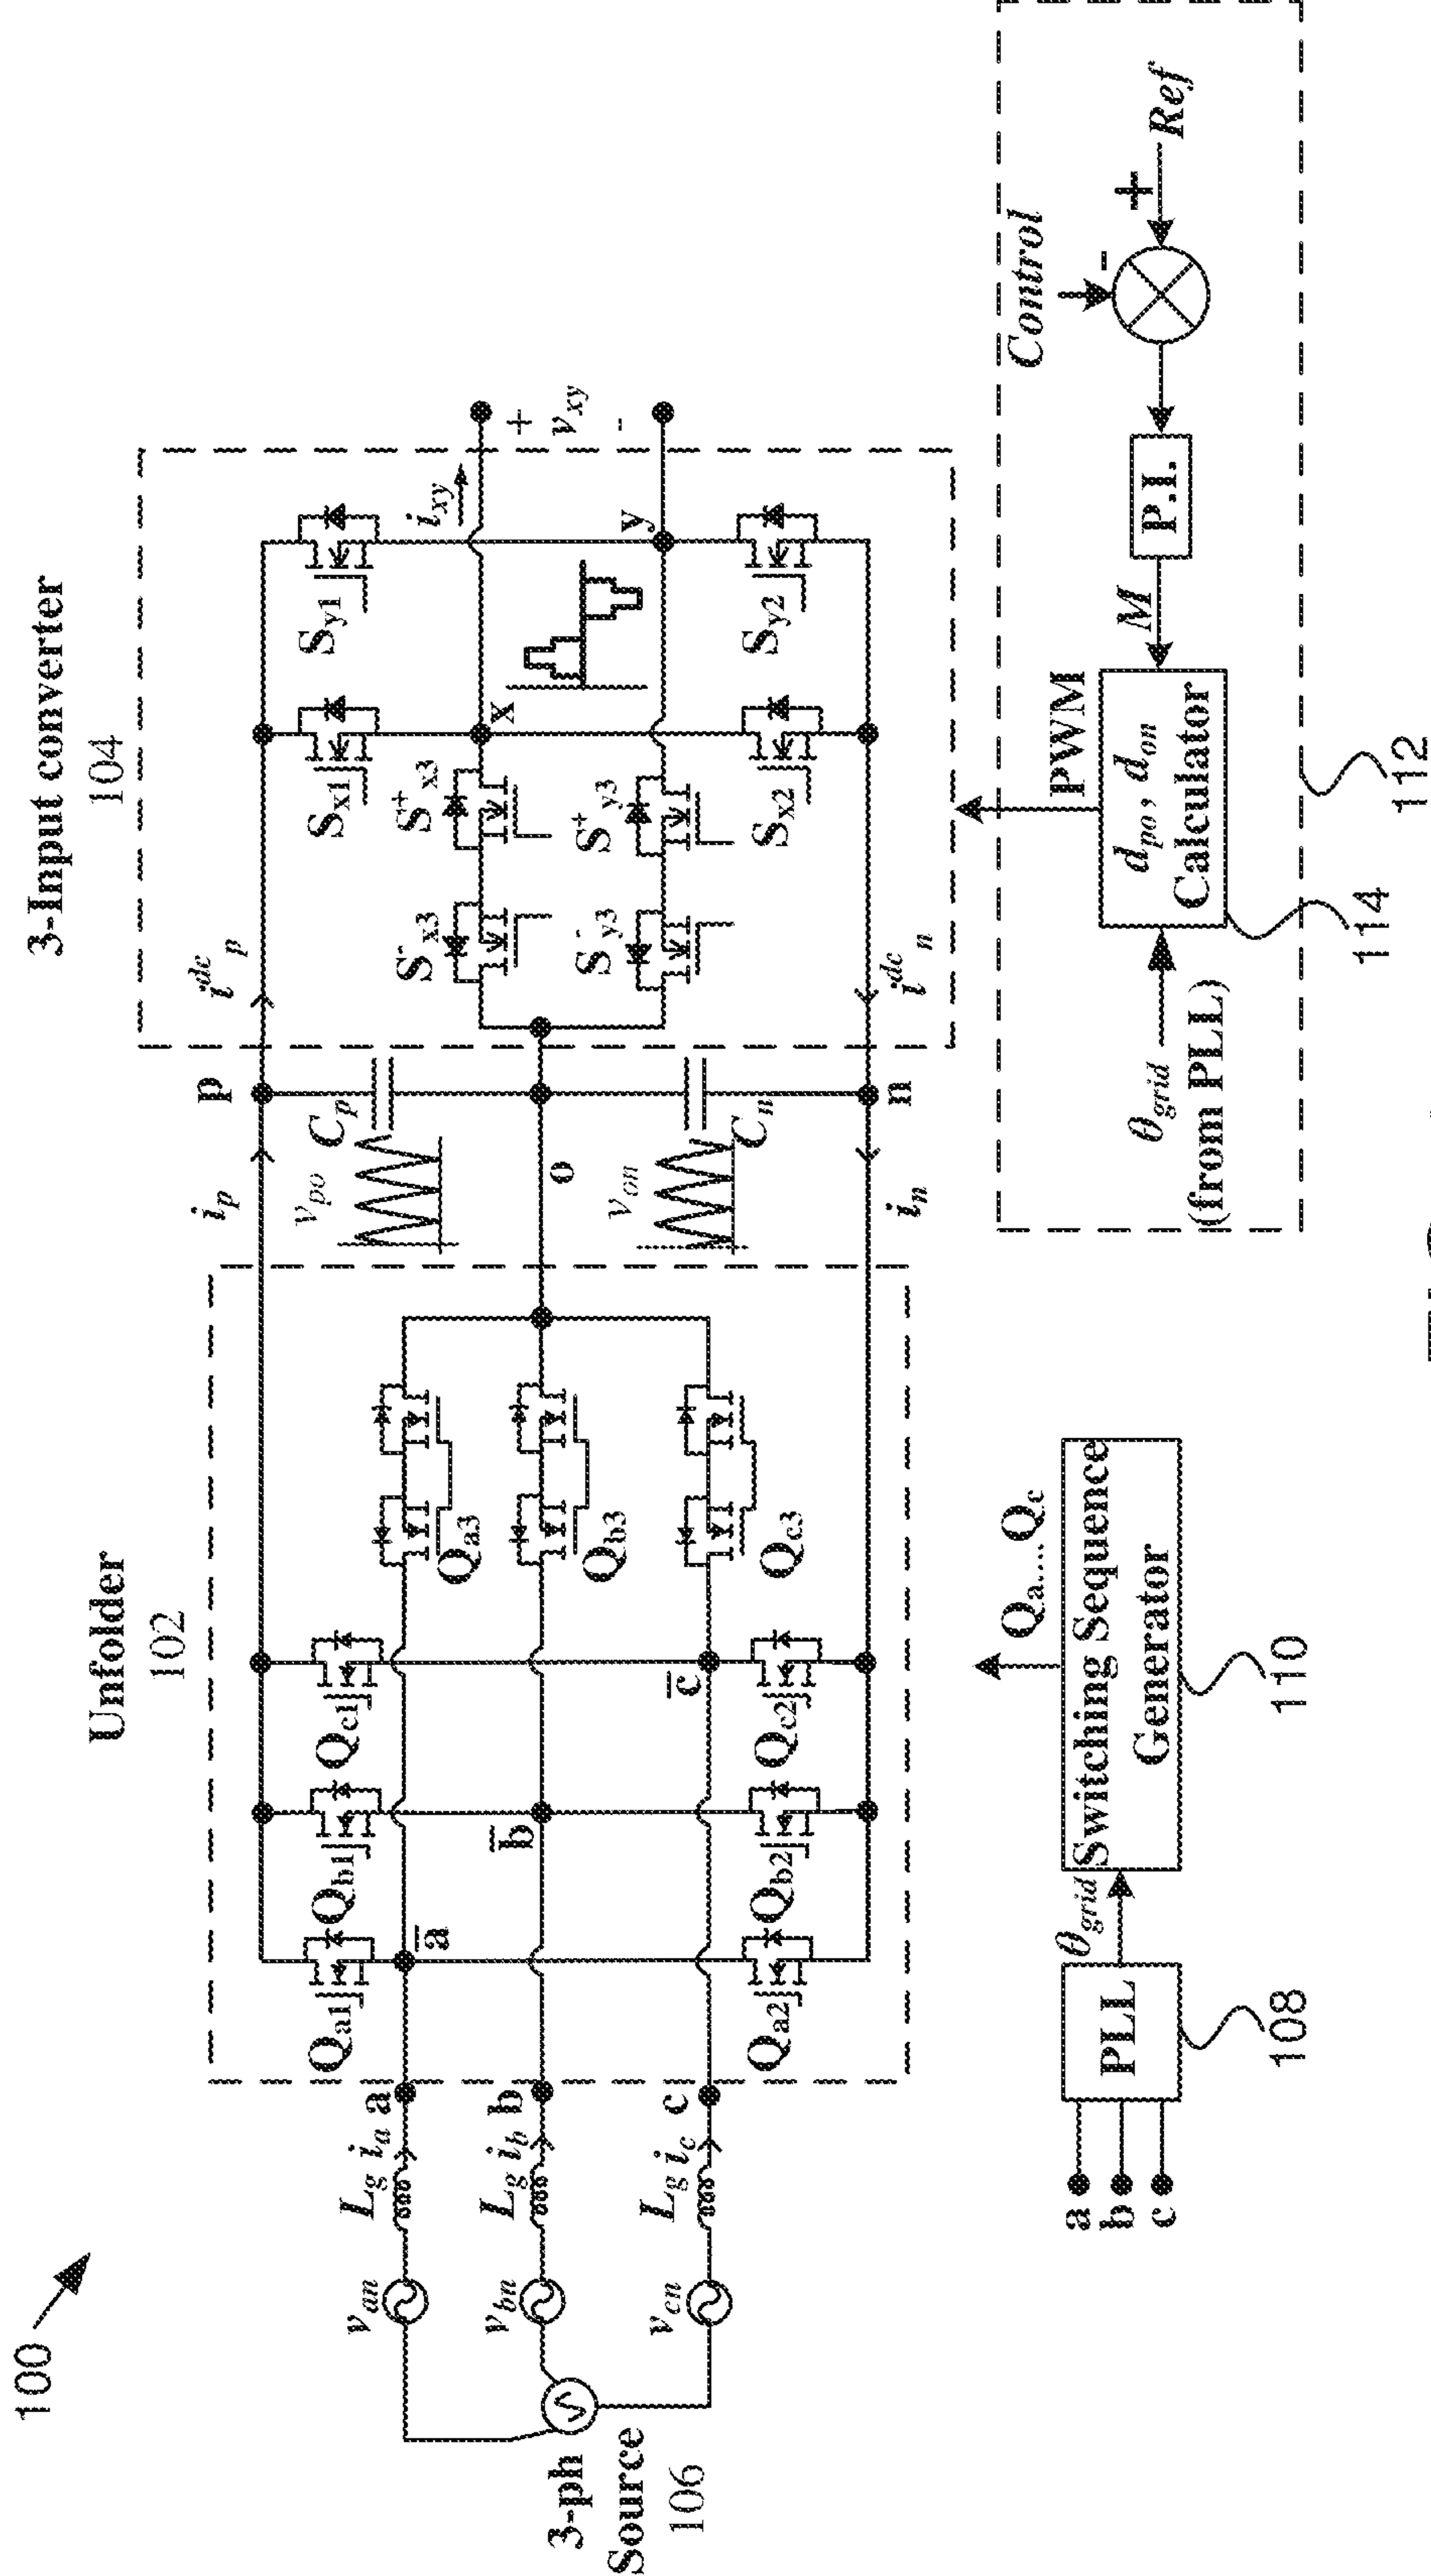 100
3-ph
Source
106
v_an
v_bn
v_cn
L_g i_a a
L_g i_b b
L_g i_c c
Unfolder
102
Q_a1
Q_b1
Q_c1
a̅
b̅
c̅
Q_a2
Q_b2
Q_c2
Q_a3
Q_b3
Q_c3
i_p
p
v_po
C_p
o
v_on
C_n
i_n
n
3-Input converter
104
i^dc_p
i^dc_n
S_x1
S_y1
S^-_x3
S^+_x3
x
S^-_y3
S^+_y3
y
S_x2
S_y2
i_xy
+
v_xy
-
a
b
c
PLL
108
θ_grid
Switching Sequence
Generator
110
Q_a....Q_c
θ_grid
(from PLL)
d_po, d_on
Calculator
114
PWM
M
P.I.
Control
-
+
Ref
112